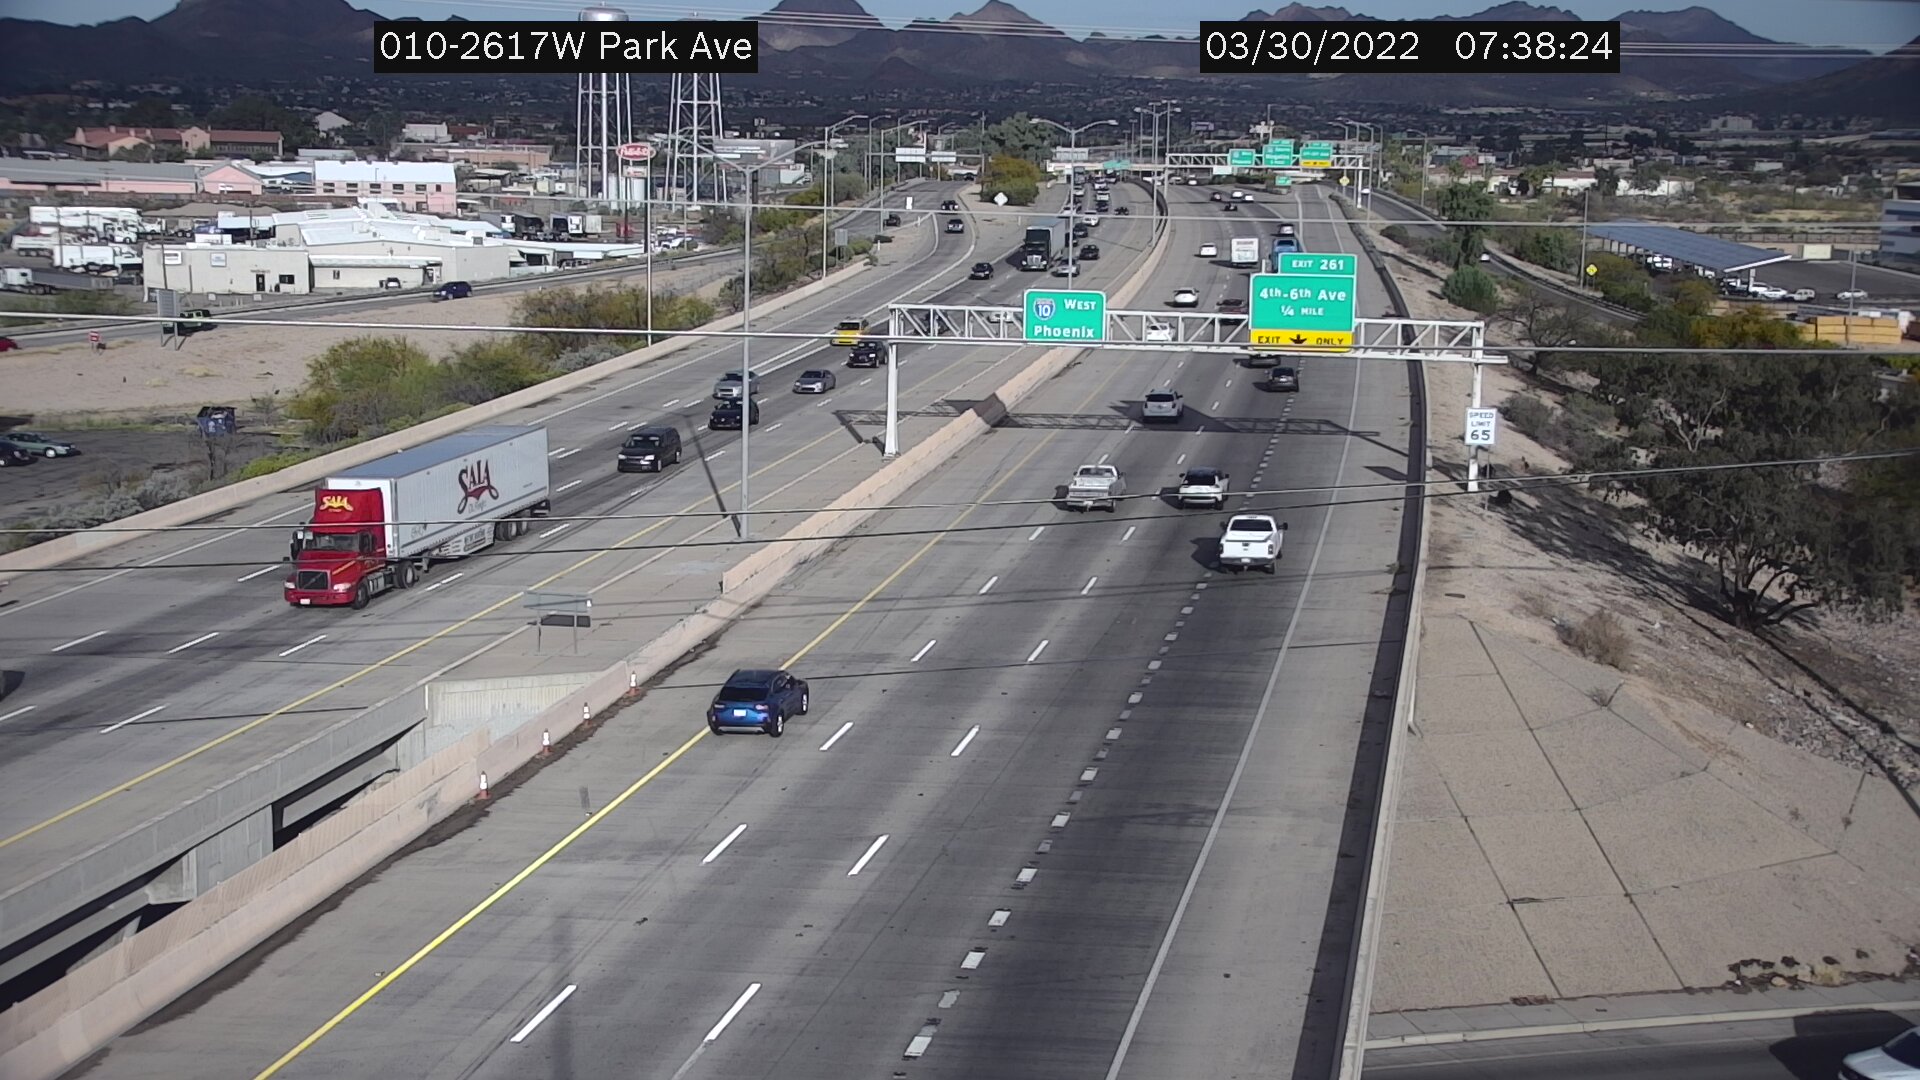 010-2617W Park Ave
03/30/2022 07:38:24
Peterbilt
EXIT 261
4th-6th Ave
1/4 MILE
EXIT ONLY
10 WEST
Phoenix
SPEED
LIMIT
65
SAIA
SAIA